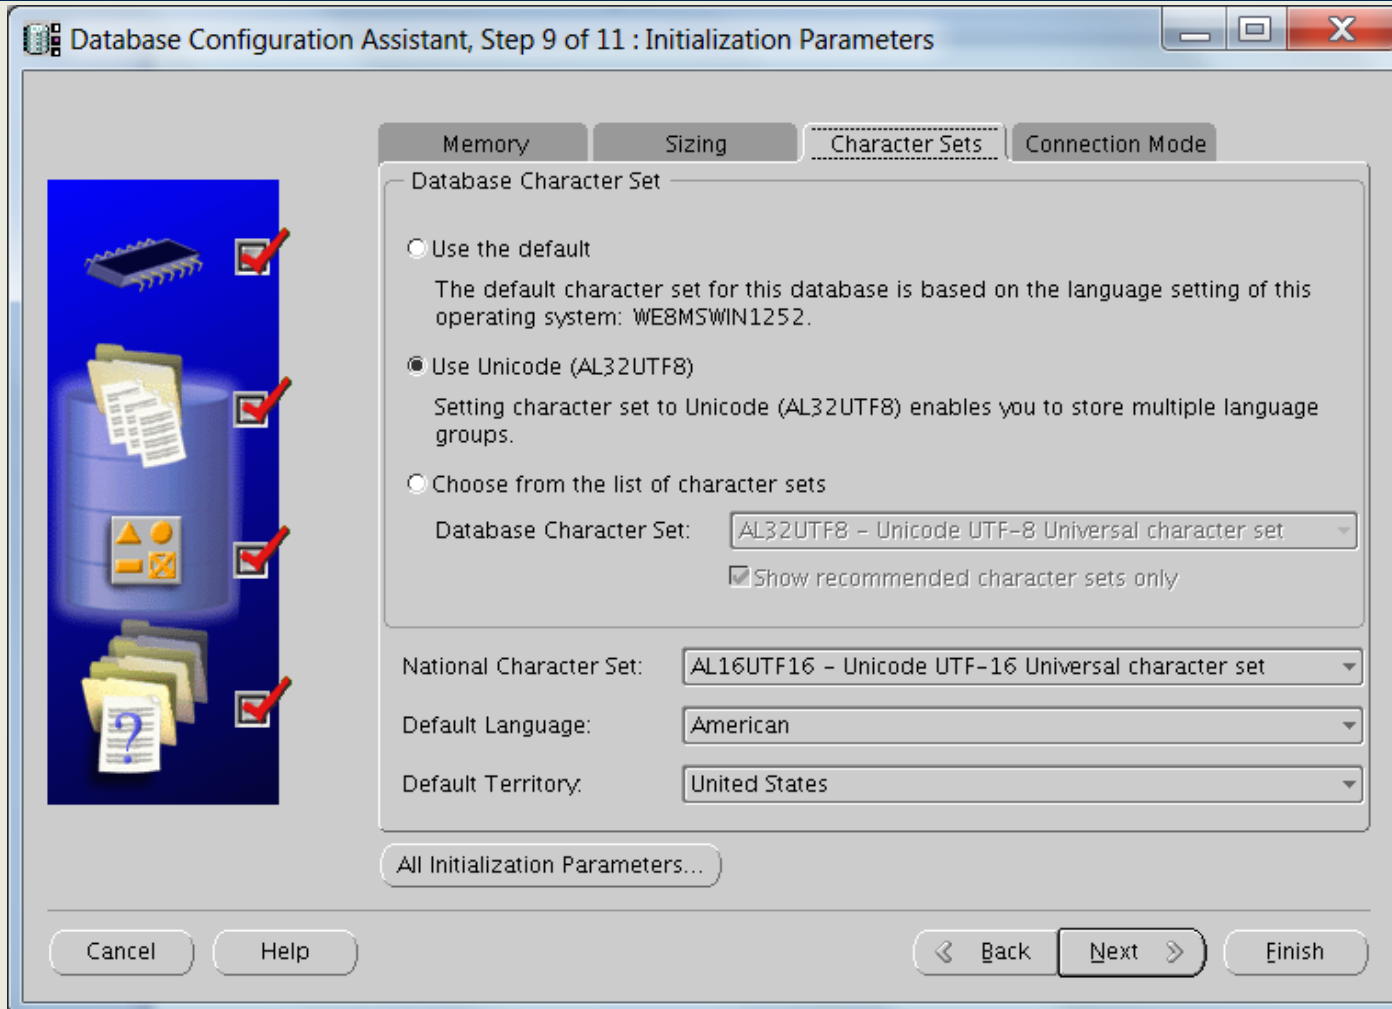 Database Configuration Assistant, Step 9 of 11 : Initialization Parameters
Memory
Sizing
Character Sets
Connection Mode
Database Character Set
Use the default
The default character set for this database is based on the language setting of this
operating system: WE8MSWIN1252.
Use Unicode (AL32UTF8)
Setting character set to Unicode (AL32UTF8) enables you to store multiple language
groups.
Choose from the list of character sets
Database Character Set: AL32UTF8 - Unicode UTF-8 Universal character set
Show recommended character sets only
National Character Set: AL16UTF16 - Unicode UTF-16 Universal character set
Default Language: American
Default Territory: United States
All Initialization Parameters...
Cancel
Help
Back
Next
Finish